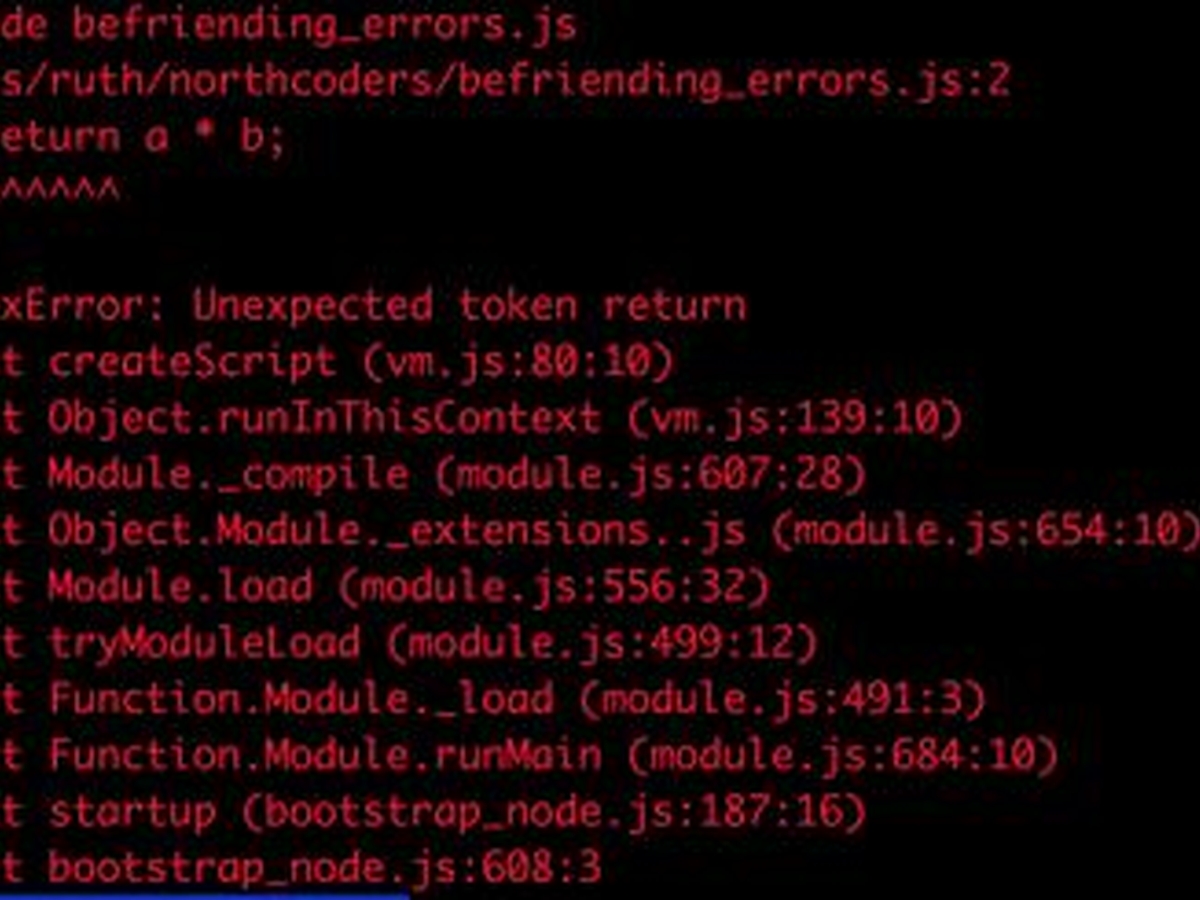 de befriending_errors.js
s/ruth/northcoders/befriending_errors.js:2
eturn a * b;
^^^^^
xError: Unexpected token return
t createScript (vm.js:80:10)
t Object.runInThisContext (vm.js:139:10)
t Module._compile (module.js:607:28)
t Object.Module._extensions..js (module.js:654:10)
t Module.load (module.js:556:32)
t tryModuleLoad (module.js:499:12)
t Function.Module._load (module.js:491:3)
t Function.Module.runMain (module.js:684:10)
t startup (bootstrap_node.js:187:16)
t bootstrap_node.js:608:3